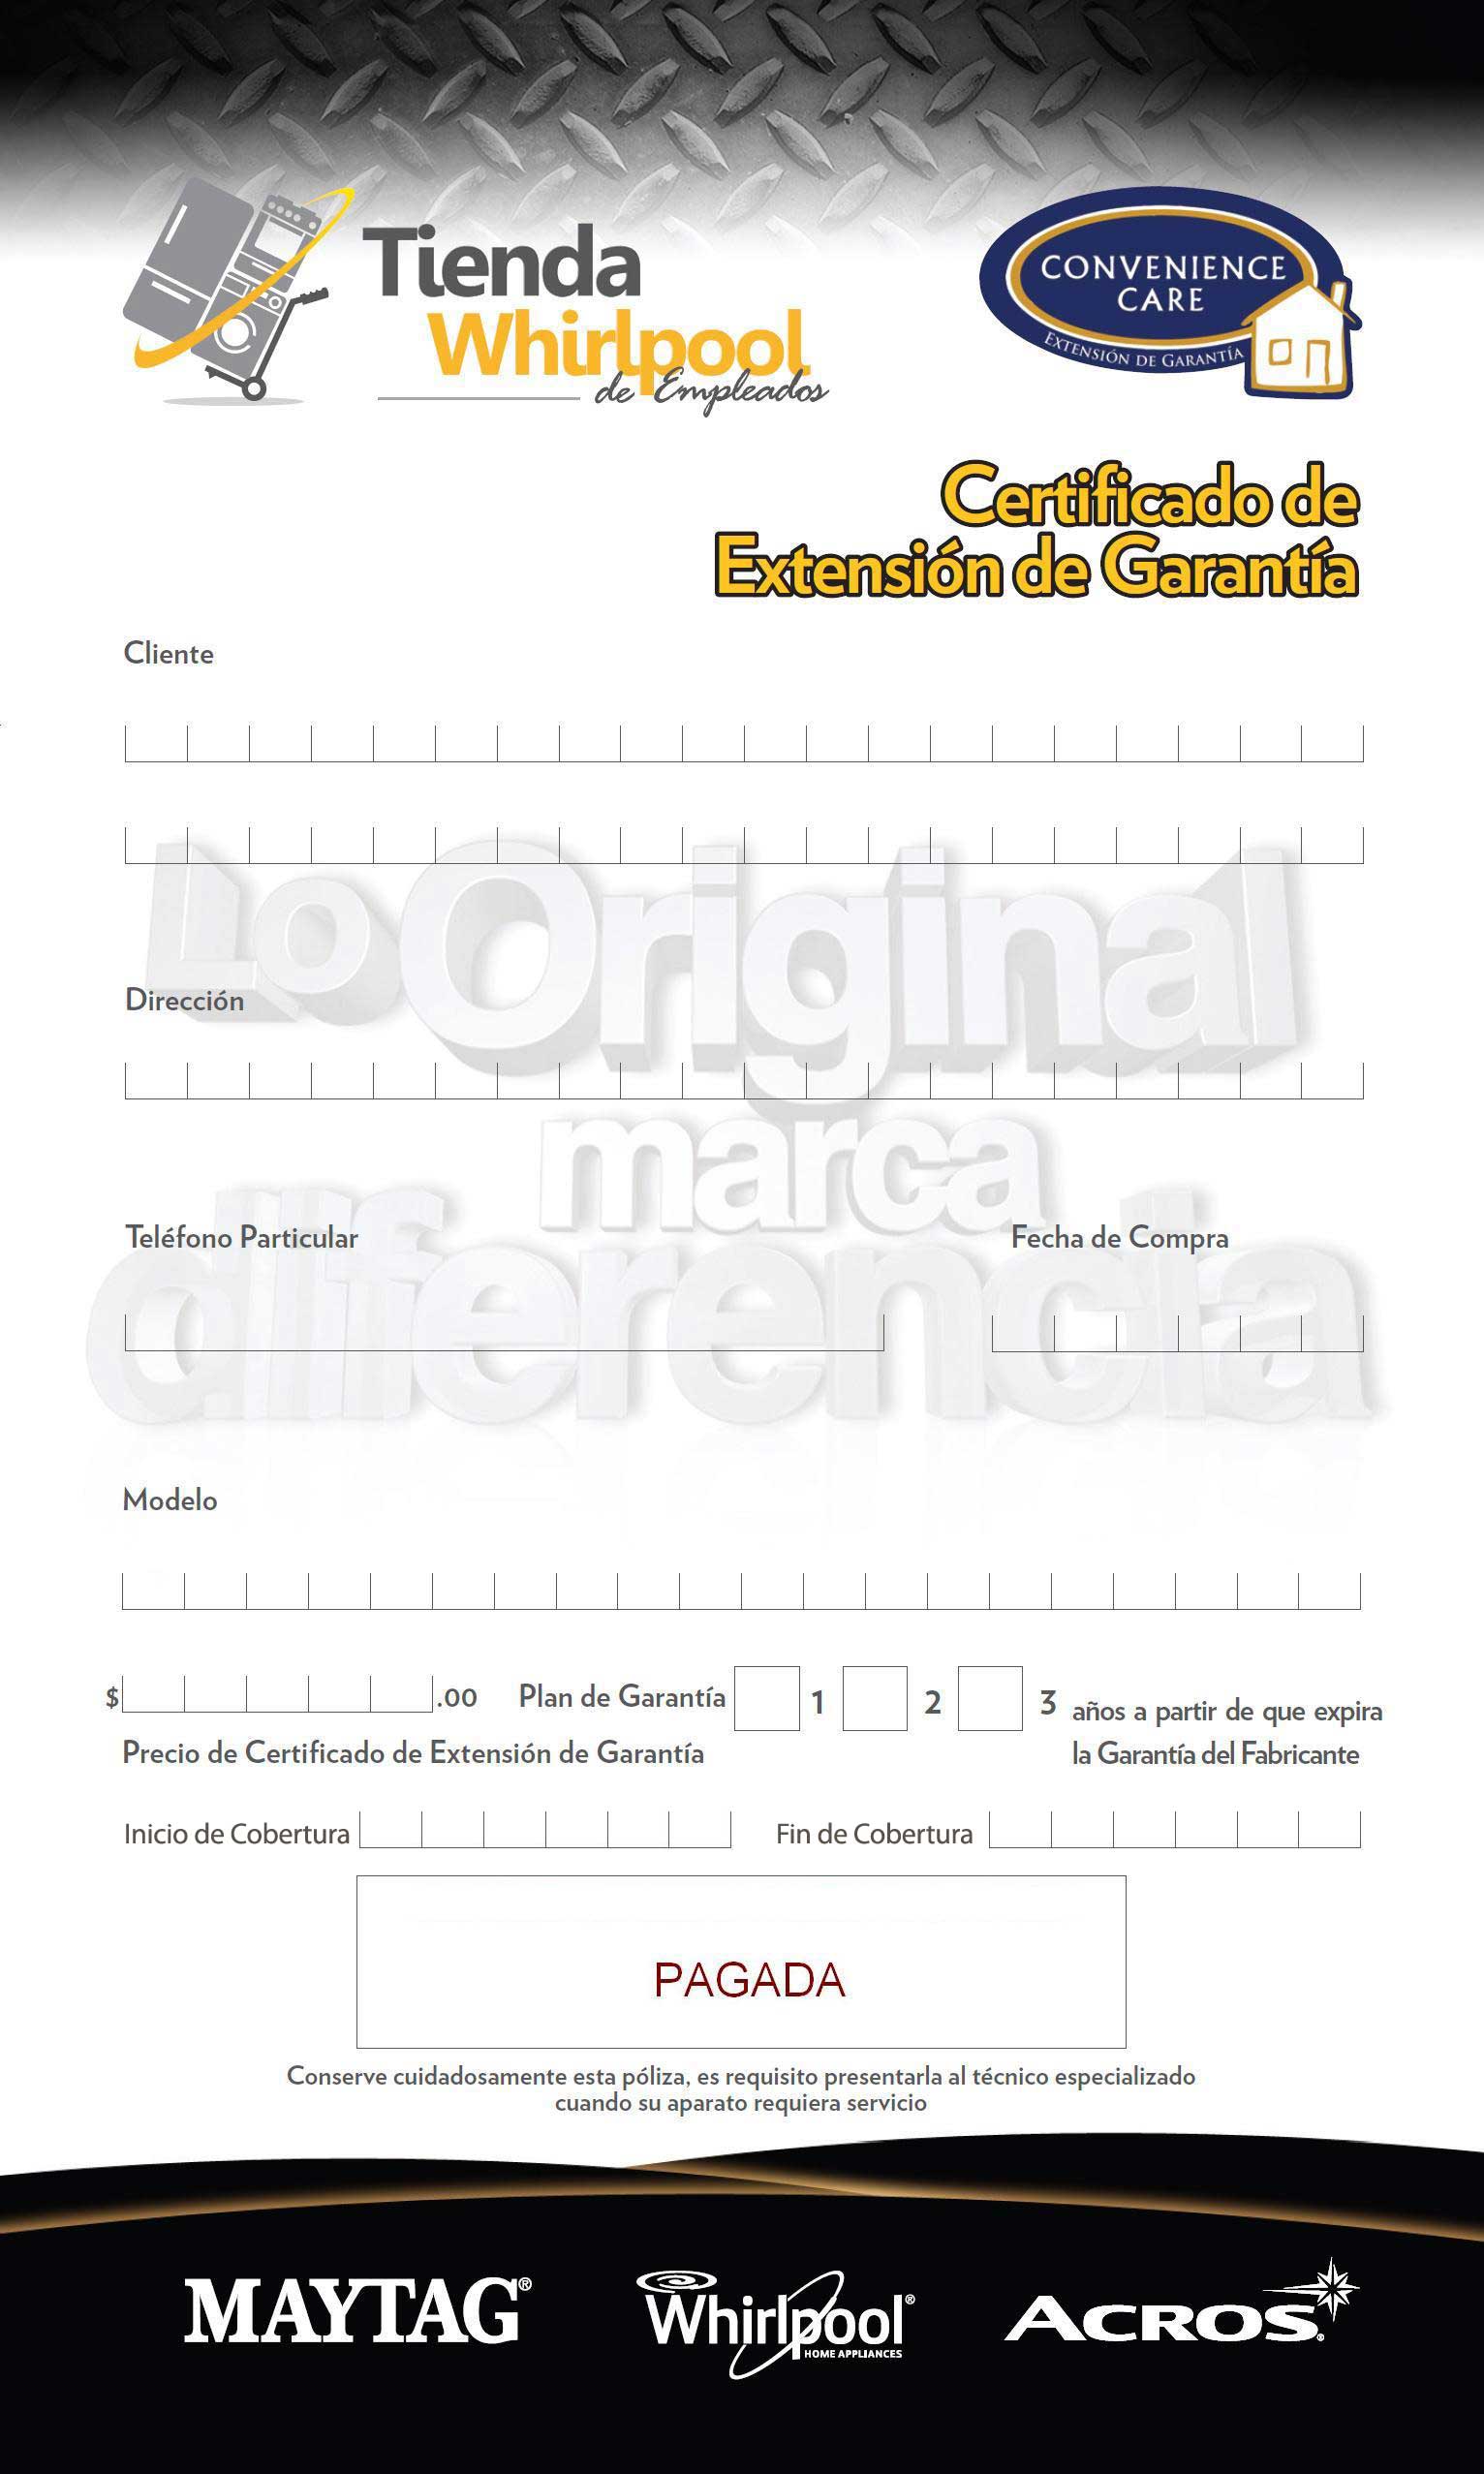 Tienda
Whirlpool
de Empleados
CONVENIENCE
CARE
EXTENSIÓN DE GARANTÍA
Certificado de
Extensión de Garantía
Cliente
Lo Original
Dirección
marca
diferencia
Teléfono Particular
Fecha de Compra
Modelo
$ .00 Plan de Garantía 1 2 3 años a partir de que expira
Precio de Certificado de Extensión de Garantía la Garantía del Fabricante
Inicio de Cobertura Fin de Cobertura
PAGADA
Conserve cuidadosamente esta póliza, es requisito presentarla al técnico especializado
cuando su aparato requiera servicio
MAYTAG®
Whirlpool®
HOME APPLIANCES
ACROS®